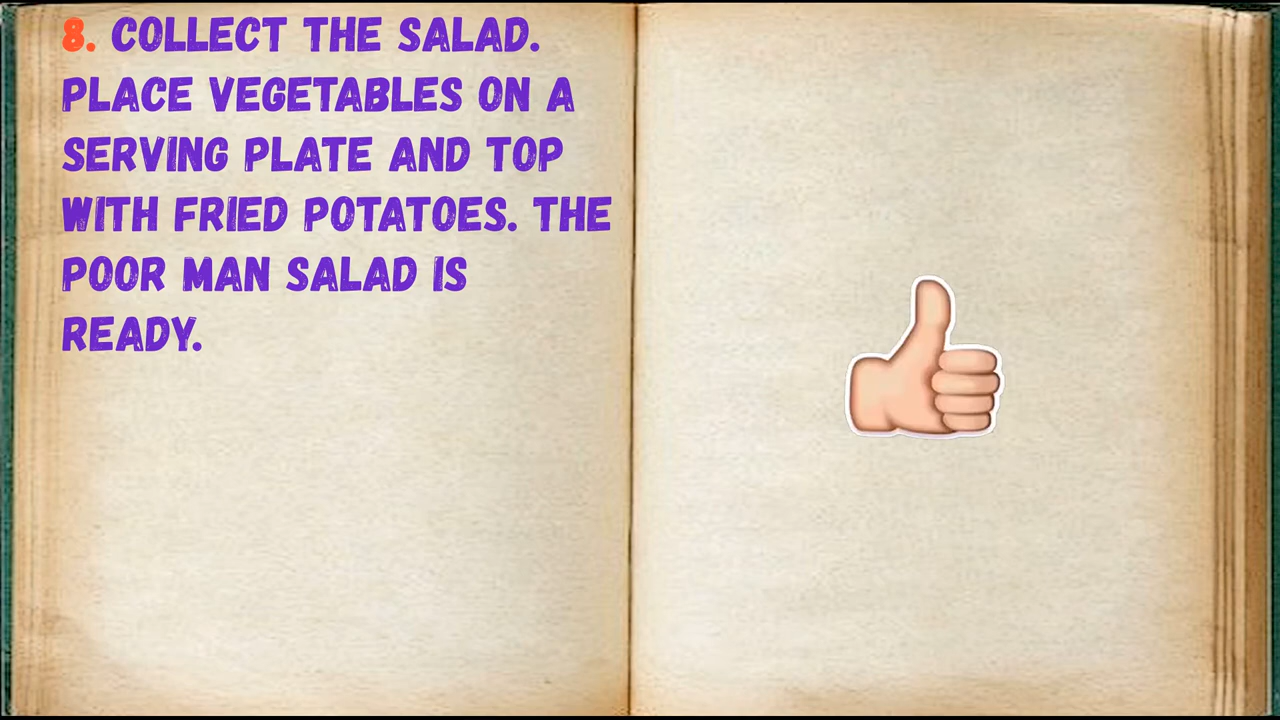 8. COLLECT THE SALAD.
PLACE VEGETABLES ON A
SERVING PLATE AND TOP
WITH FRIED POTATOES. THE
POOR MAN SALAD IS
READY.